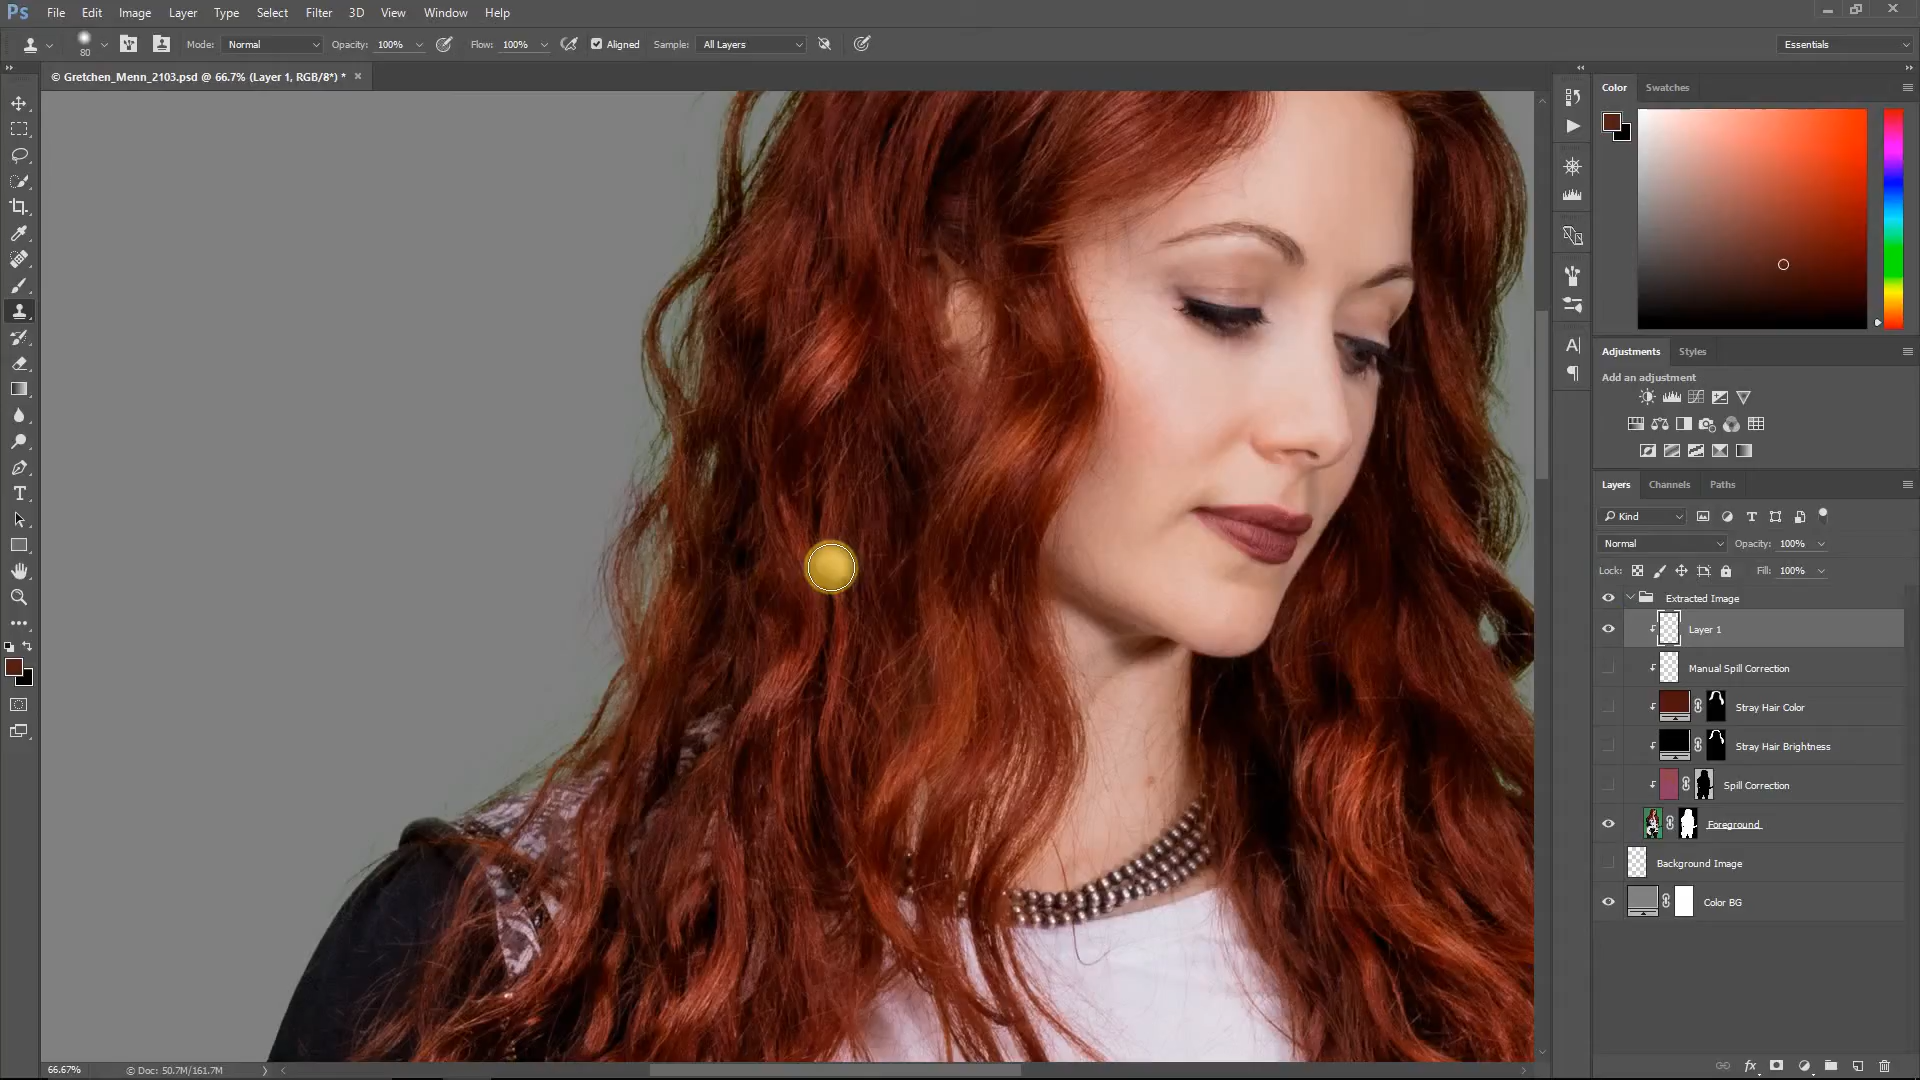 Ps File Edit Image Layer Type Select Filter 3D View Window Help
80 Mode: Normal Opacity: 100% Flow: 100% Aligned Sample: All Layers Essentials
© Gretchen_Menn_2103.psd @ 66.7% (Layer 1, RGB/8*) * ×
Color Swatches
Adjustments Styles
Add an adjustment
Layers Channels Paths
Kind
Normal Opacity: 100%
Lock: Fill: 100%
Extracted Image
Layer 1
Manual Spill Correction
Stray Hair Color
Stray Hair Brightness
Spill Correction
Foreground
Background Image
Color BG
66.67% © Doc: 50.7M/161.7M